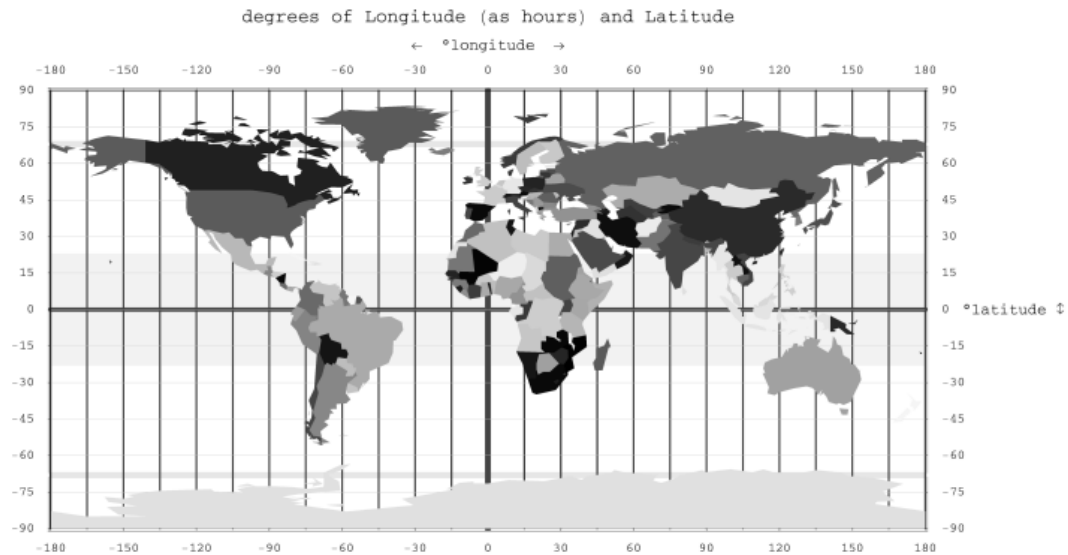 degrees of Longitude (as hours) and Latitude
← °longitude →
-180 -150 -120 -90 -60 -30 0 30 60 90 120 150 180
90 90
75 75
60 60
45 45
30 30
15 15
0 0 °latitude ↕
-15 -15
-30 -30
-45 -45
-60 -60
-75 -75
-90 -90
-180 -150 -120 -90 -60 -30 0 30 60 90 120 150 180